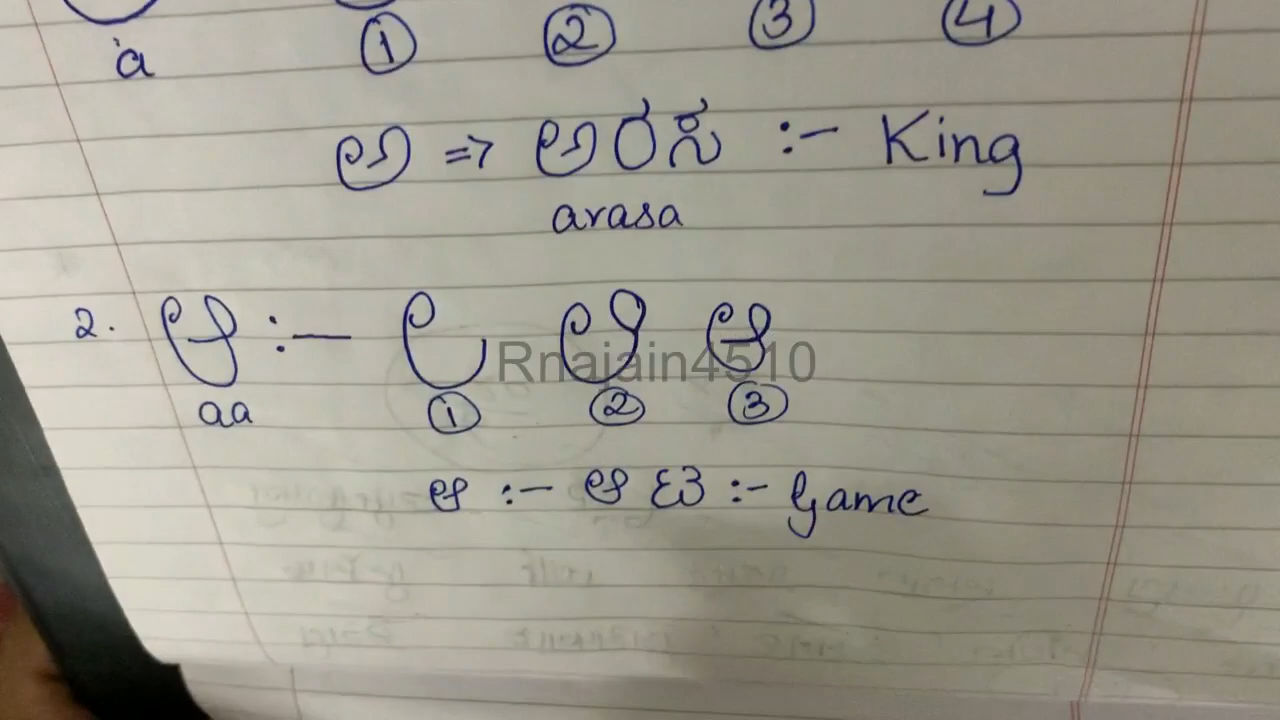 a ① ② ③ ④
ಅ => ಅರಸ :- King
arasa
2. ಆ :- ಆ
Rnajain4510
aa ① ② ③
ಆ :- ಆಟ :- Game